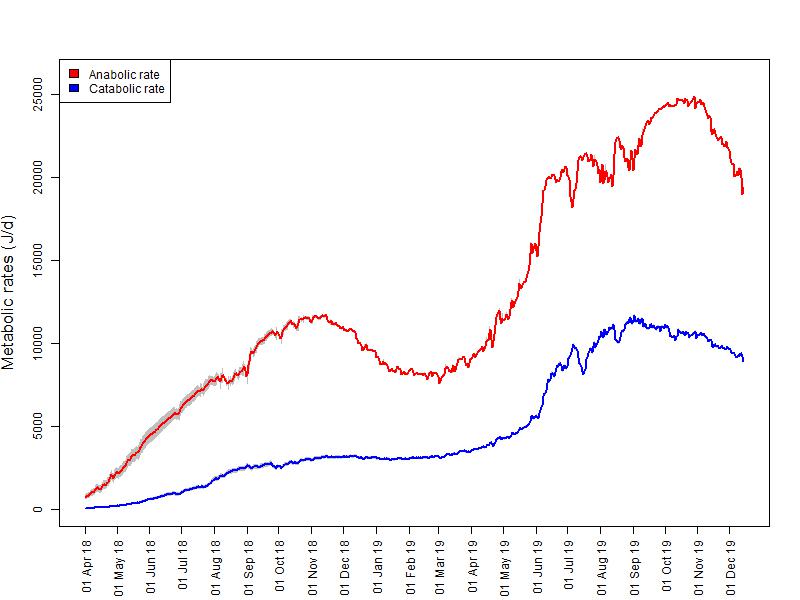 Anabolic rate
Catabolic rate
Metabolic rates (J/d)
25000
20000
15000
10000
5000
0
01 Apr 18
01 May 18
01 Jun 18
01 Jul 18
01 Aug 18
01 Sep 18
01 Oct 18
01 Nov 18
01 Dec 18
01 Jan 19
01 Feb 19
01 Mar 19
01 Apr 19
01 May 19
01 Jun 19
01 Jul 19
01 Aug 19
01 Sep 19
01 Oct 19
01 Nov 19
01 Dec 19